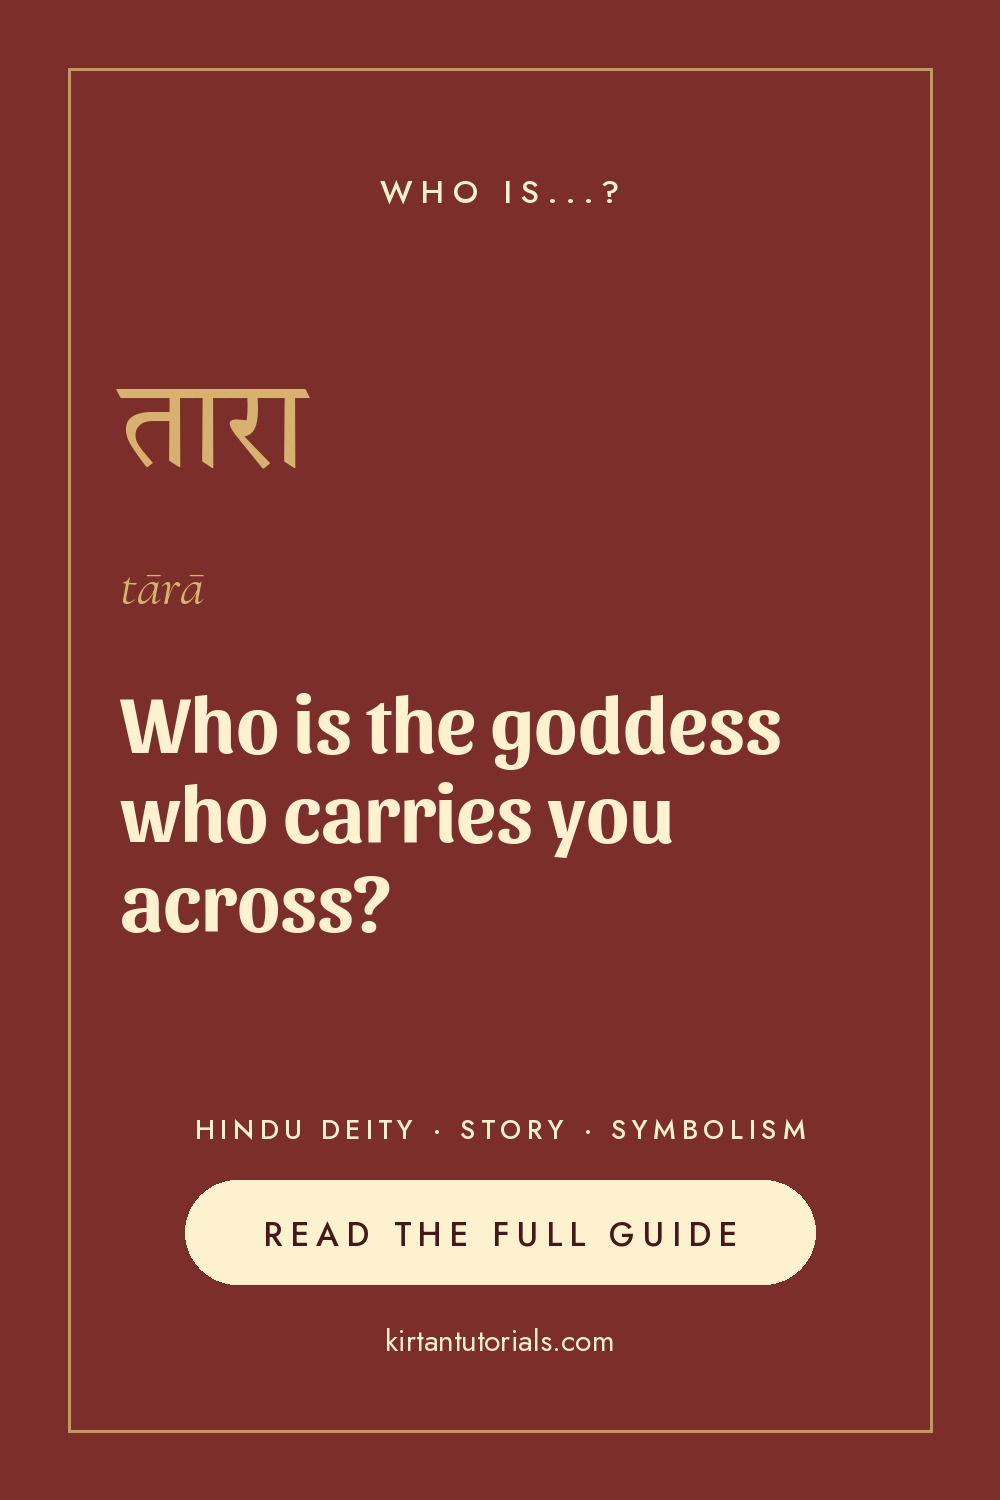 WHO IS...?
तारा
tārā
Who is the goddess
who carries you
across?
HINDU DEITY · STORY · SYMBOLISM
READ THE FULL GUIDE
kirtantutorials.com